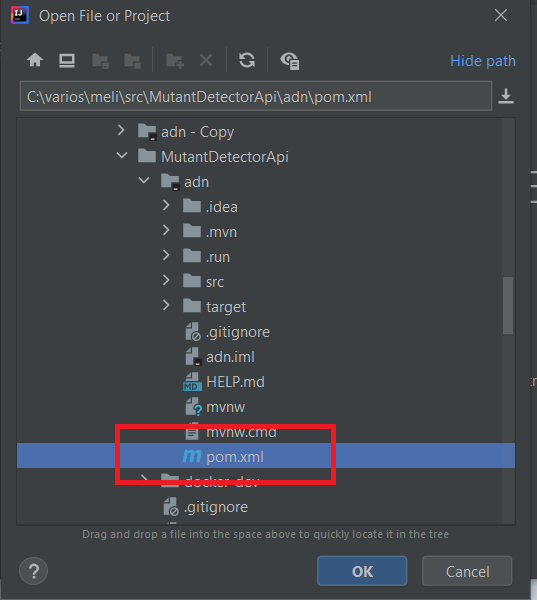 IJ Open File or Project
Hide path
C:\varios\meli\src\MutantDetectorApi\adn\pom.xml
adn - Copy
MutantDetectorApi
adn
.idea
.mvn
.run
src
target
.gitignore
adn.iml
MD HELP.md
mvnw
mvnw.cmd
m pom.xml
docker-dev
.gitignore
Drag and drop a file into the space above to quickly locate it in the tree
? OK Cancel